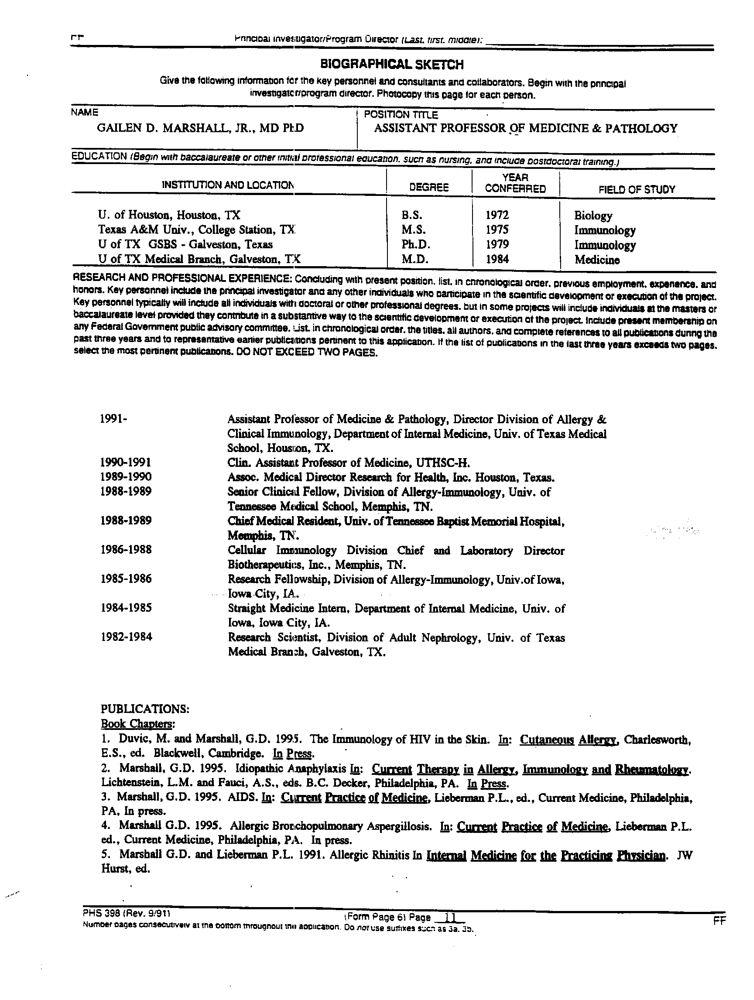 FF
Principal Investigator/Program Director (Last, first, middle):
BIOGRAPHICAL SKETCH
Give the following information for the key personnel and consultants and collaborators. Begin with the principal
investigator/program director. Photocopy this page for each person.
NAME
POSITION TITLE
GAILEN D. MARSHALL, JR., MD PhD
ASSISTANT PROFESSOR OF MEDICINE & PATHOLOGY
EDUCATION (Begin with baccalaureate or other initial professional education, such as nursing, and include postdoctoral training.)
INSTITUTION AND LOCATION DEGREE YEAR CONFERRED FIELD OF STUDY
U. of Houston, Houston, TX B.S. 1972 Biology
Texas A&M Univ., College Station, TX M.S. 1975 Immunology
U of TX GSBS - Galveston, Texas Ph.D. 1979 Immunology
U of TX Medical Branch, Galveston, TX M.D. 1984 Medicine
RESEARCH AND PROFESSIONAL EXPERIENCE: Concluding with present position, list, in chronological order, previous employment, experience, and
honors. Key personnel include the principal investigator and any other individuals who participate in the scientific development or execution of the project.
Key personnel typically will include all individuals with doctoral or other professional degrees, but in some projects will include individuals at the masters or
baccalaureate level provided they contribute in a substantive way to the scientific development or execution of the project. Include present membership on
any Federal Government public advisory committee. List, in chronological order, the titles, all authors, and complete references to all publications during the
past three years and to representative earlier publications pertinent to this application. If the list of publications in the last three years exceeds two pages,
select the most pertinent publications. DO NOT EXCEED TWO PAGES.
1991- Assistant Professor of Medicine & Pathology, Director Division of Allergy &
Clinical Immunology, Department of Internal Medicine, Univ. of Texas Medical
School, Houston, TX.
1990-1991 Clin. Assistant Professor of Medicine, UTHSC-H.
1989-1990 Assoc. Medical Director Research for Health, Inc. Houston, Texas.
1988-1989 Senior Clinical Fellow, Division of Allergy-Immunology, Univ. of
Tennessee Medical School, Memphis, TN.
1988-1989 Chief Medical Resident, Univ. of Tennessee Baptist Memorial Hospital,
Memphis, TN.
1986-1988 Cellular Immunology Division Chief and Laboratory Director
Biotherapeutics, Inc., Memphis, TN.
1985-1986 Research Fellowship, Division of Allergy-Immunology, Univ.of Iowa,
Iowa City, IA.
1984-1985 Straight Medicine Intern, Department of Internal Medicine, Univ. of
Iowa, Iowa City, IA.
1982-1984 Research Scientist, Division of Adult Nephrology, Univ. of Texas
Medical Branch, Galveston, TX.
PUBLICATIONS:
Book Chapters:
1. Duvic, M. and Marshall, G.D. 1995. The Immunology of HIV in the Skin. In: Cutaneous Allergy, Charlesworth,
E.S., ed. Blackwell, Cambridge. In Press.
2. Marshall, G.D. 1995. Idiopathic Anaphylaxis In: Current Therapy in Allergy, Immunology and Rheumatology.
Lichtenstein, L.M. and Fauci, A.S., eds. B.C. Decker, Philadelphia, PA. In Press.
3. Marshall, G.D. 1995. AIDS. In: Current Practice of Medicine, Lieberman P.L., ed., Current Medicine, Philadelphia,
PA, In press.
4. Marshall G.D. 1995. Allergic Bronchopulmonary Aspergillosis. In: Current Practice of Medicine, Lieberman P.L.
ed., Current Medicine, Philadelphia, PA. In press.
5. Marshall G.D. and Lieberman P.L. 1991. Allergic Rhinitis In Internal Medicine for the Practicing Physician. JW
Hurst, ed.
PHS 398 (Rev. 9/91) (Form Page 6) Page 11 FF
Number pages consecutively at the bottom throughout the application. Do not use suffixes such as 3a, 3b.